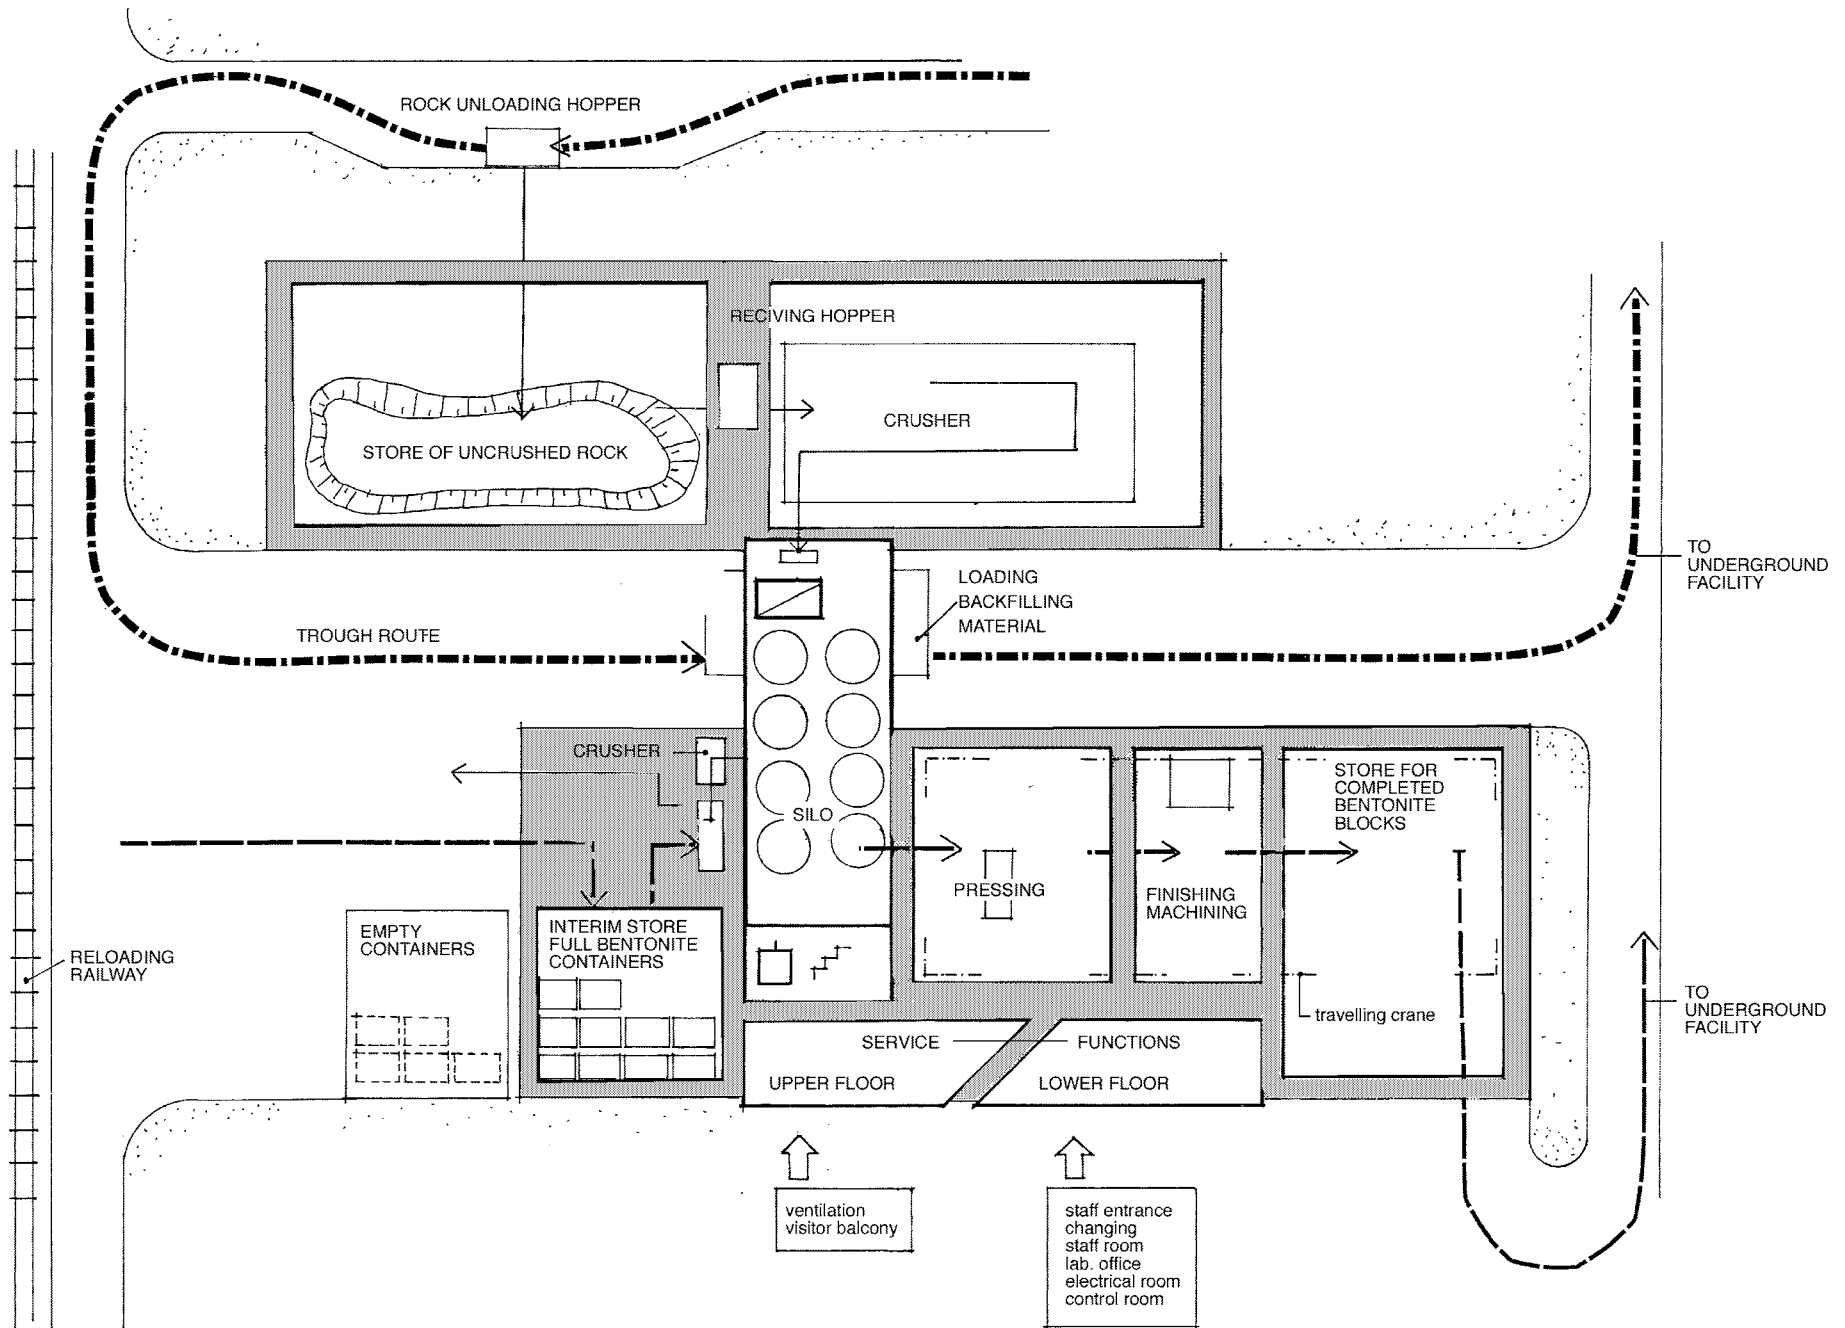 ROCK UNLOADING HOPPER
RECIVING HOPPER
CRUSHER
STORE OF UNCRUSHED ROCK
TO
UNDERGROUND
FACILITY
LOADING
BACKFILLING
MATERIAL
TROUGH ROUTE
CRUSHER
STORE FOR
COMPLETED
BENTONITE
BLOCKS
SILO
PRESSING
FINISHING
MACHINING
EMPTY
CONTAINERS
INTERIM STORE
FULL BENTONITE
CONTAINERS
RELOADING
RAILWAY
travelling crane
TO
UNDERGROUND
FACILITY
SERVICE FUNCTIONS
UPPER FLOOR
LOWER FLOOR
ventilation
visitor balcony
staff entrance
changing
staff room
lab. office
electrical room
control room